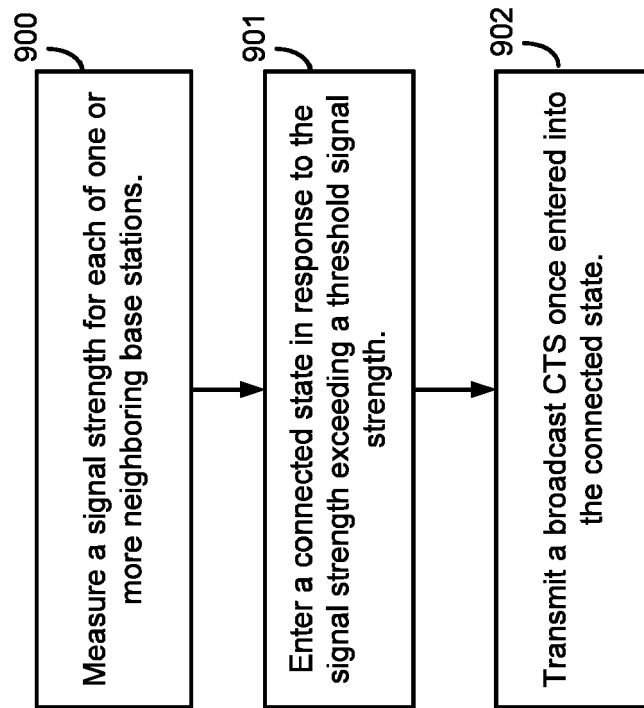 900
Measure a signal strength for each of one or
more neighboring base stations.
901
Enter a connected state in response to the
signal strength exceeding a threshold signal
strength.
902
Transmit a broadcast CTS once entered into
the connected state.